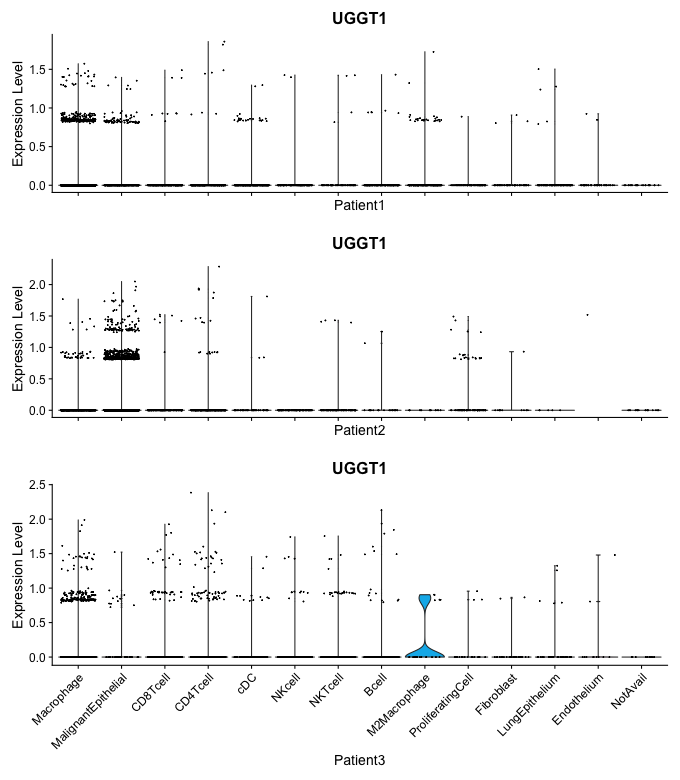 UGGT1
Expression Level
1.5
1.0
0.5
0.0
Patient1
UGGT1
Expression Level
2.0
1.5
1.0
0.5
0.0
Patient2
UGGT1
Expression Level
2.5
2.0
1.5
1.0
0.5
0.0
Macrophage
MalignantEpithelial
CD8Tcell
CD4Tcell
cDC
NKcell
NKTcell
Bcell
M2Macrophage
ProliferatingCell
Fibroblast
LungEpithelium
Endothelium
NotAvail
Patient3